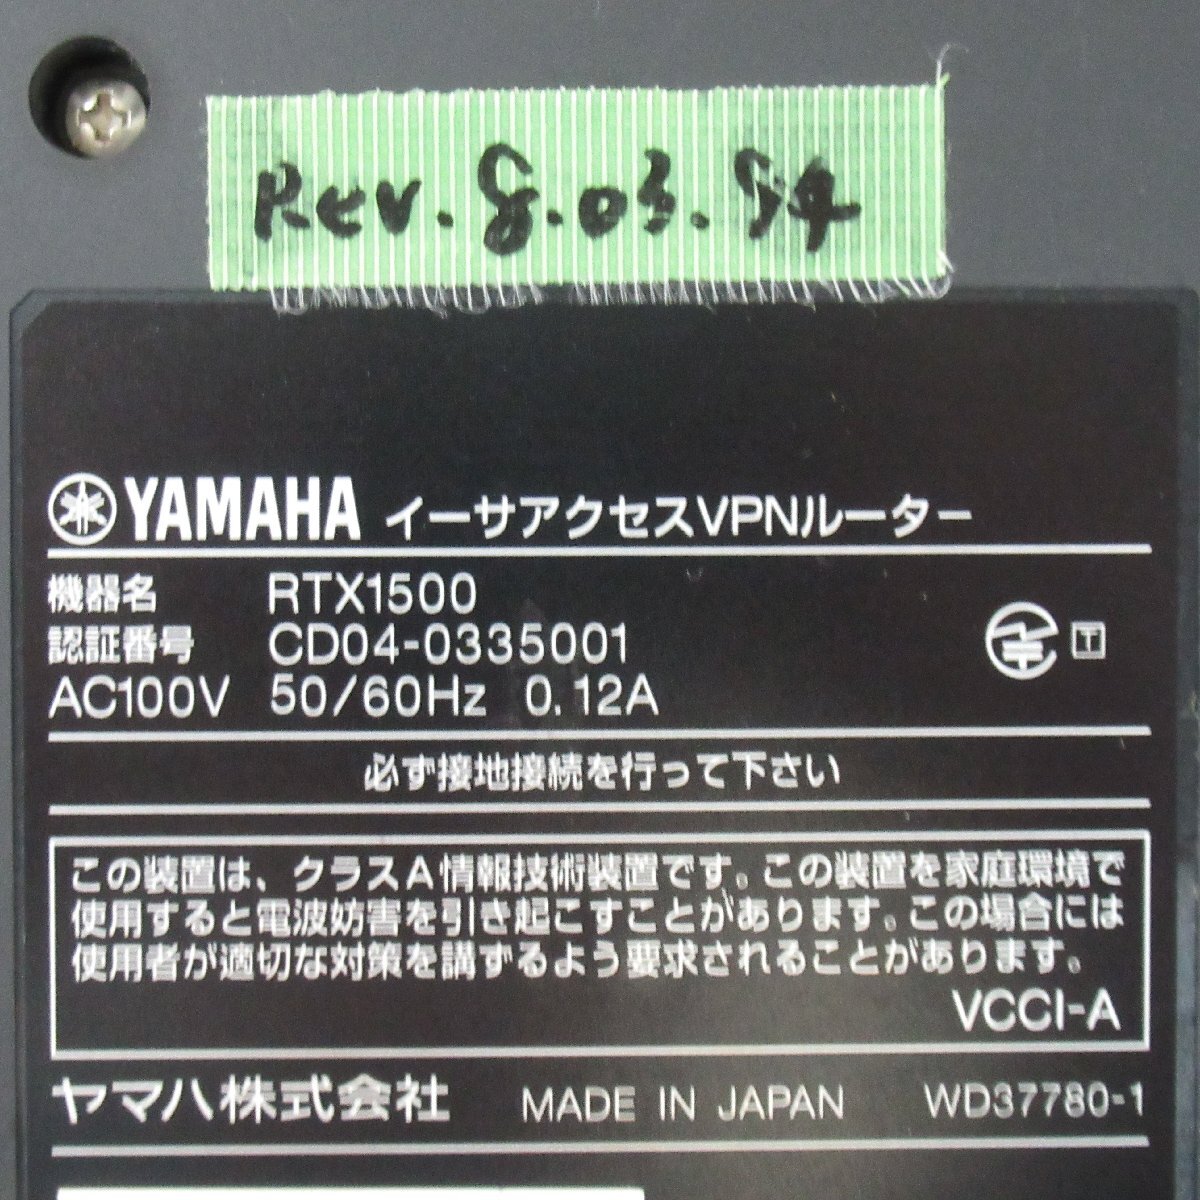 Rev. 8.03.94
YAMAHA イーサアクセスVPNルーター
機器名 RTX1500
認証番号 CD04-0335001 T
AC100V 50/60Hz 0.12A
必ず接地接続を行って下さい
この装置は、クラスA情報技術装置です。この装置を家庭環境で
使用すると電波妨害を引き起こすことがあります。この場合には
使用者が適切な対策を講ずるよう要求されることがあります。
VCCI-A
ヤマハ株式会社 MADE IN JAPAN WD37780-1